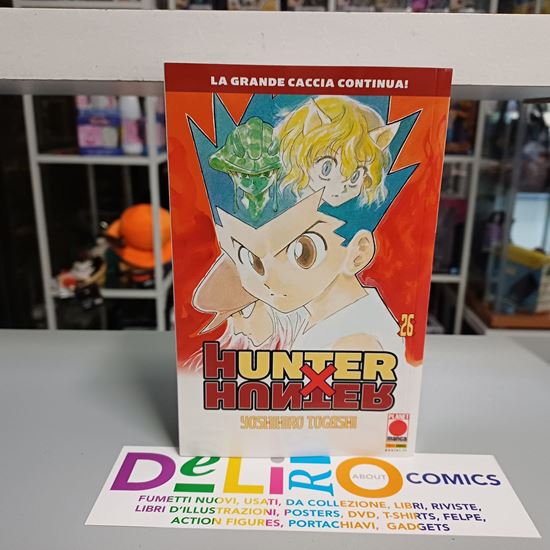 LA GRANDE CACCIA CONTINUA!
26
HUNTER
×
HUNTER
YOSHIHIRO TOGASHI
PLANET
manga
DeLiRiO ABOUT COMICS
FUMETTI NUOVI, USATI, DA COLLEZIONE, LIBRI, RIVISTE,
LIBRI D'ILLUSTRAZIONI, POSTERS, DVD, T-SHIRTS, FELPE,
ACTION FIGURES, PORTACHIAVI, GADGETS